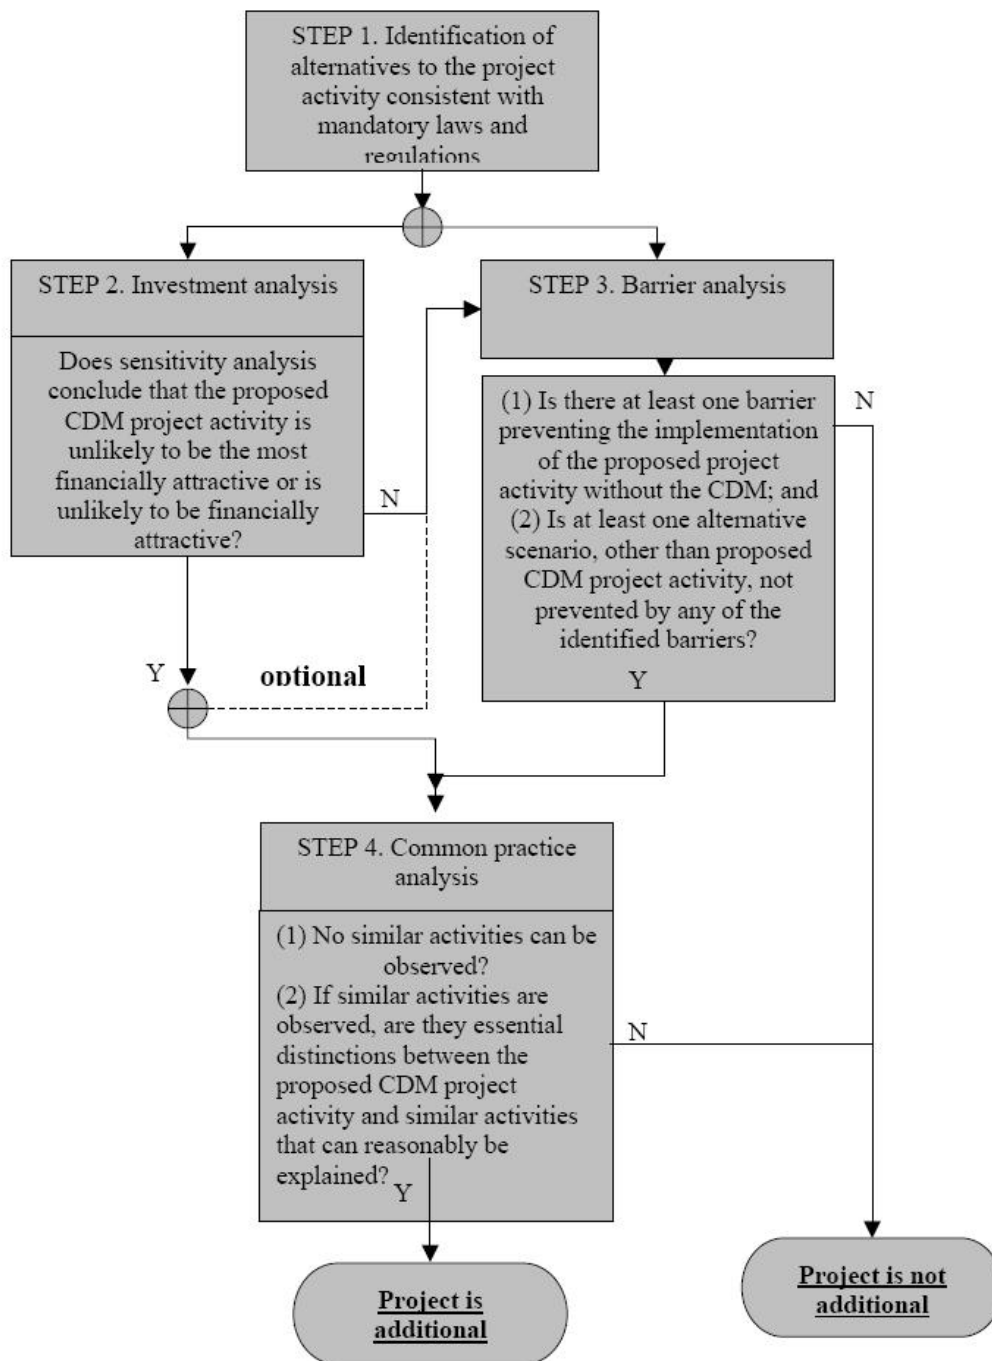 STEP 1. Identification of
alternatives to the project
activity consistent with
mandatory laws and
regulations
STEP 2. Investment analysis
Does sensitivity analysis
conclude that the proposed
CDM project activity is
unlikely to be the most
financially attractive or is
unlikely to be financially
attractive?
N
Y
optional
STEP 3. Barrier analysis
(1) Is there at least one barrier
preventing the implementation
of the proposed project
activity without the CDM; and
(2) Is at least one alternative
scenario, other than proposed
CDM project activity, not
prevented by any of the
identified barriers?
N
Y
STEP 4. Common practice
analysis
(1) No similar activities can be
observed?
(2) If similar activities are
observed, are they essential
distinctions between the
proposed CDM project
activity and similar activities
that can reasonably be
explained?
N
Y
Project is
additional
Project is not
additional